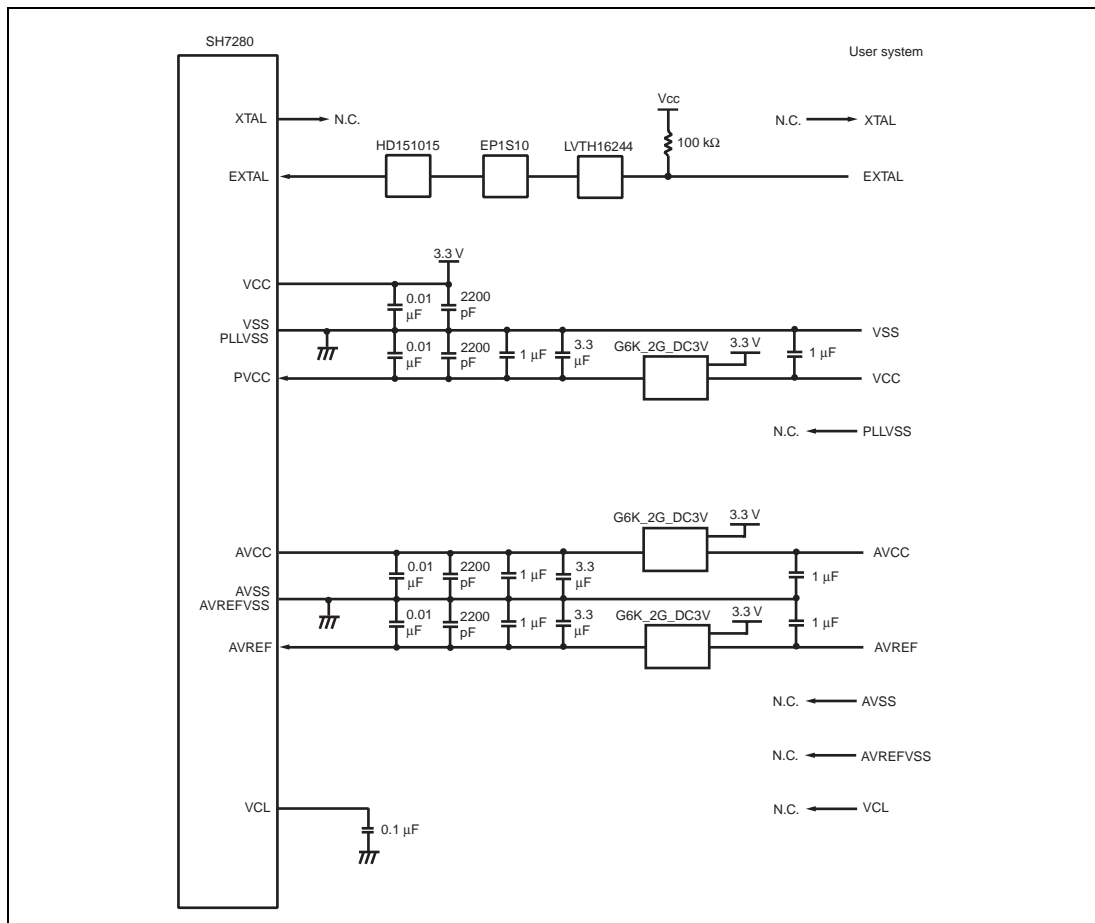 SH7280
User system
XTAL
N.C.
Vcc
N.C.
XTAL
100 kΩ
HD151015
EP1S10
LVTH16244
EXTAL
EXTAL
3.3 V
VCC
0.01
μF
2200
pF
VSS
PLLVSS
VSS
0.01
μF
2200
pF
1 μF
3.3
μF
G6K_2G_DC3V
3.3 V
1 μF
PVCC
VCC
N.C.
PLLVSS
G6K_2G_DC3V
3.3 V
AVCC
AVCC
0.01
μF
2200
pF
1 μF
3.3
μF
1 μF
AVSS
AVREFVSS
0.01
μF
2200
pF
1 μF
3.3
μF
G6K_2G_DC3V
3.3 V
1 μF
AVREF
AVREF
N.C.
AVSS
N.C.
AVREFVSS
VCL
N.C.
VCL
0.1 μF